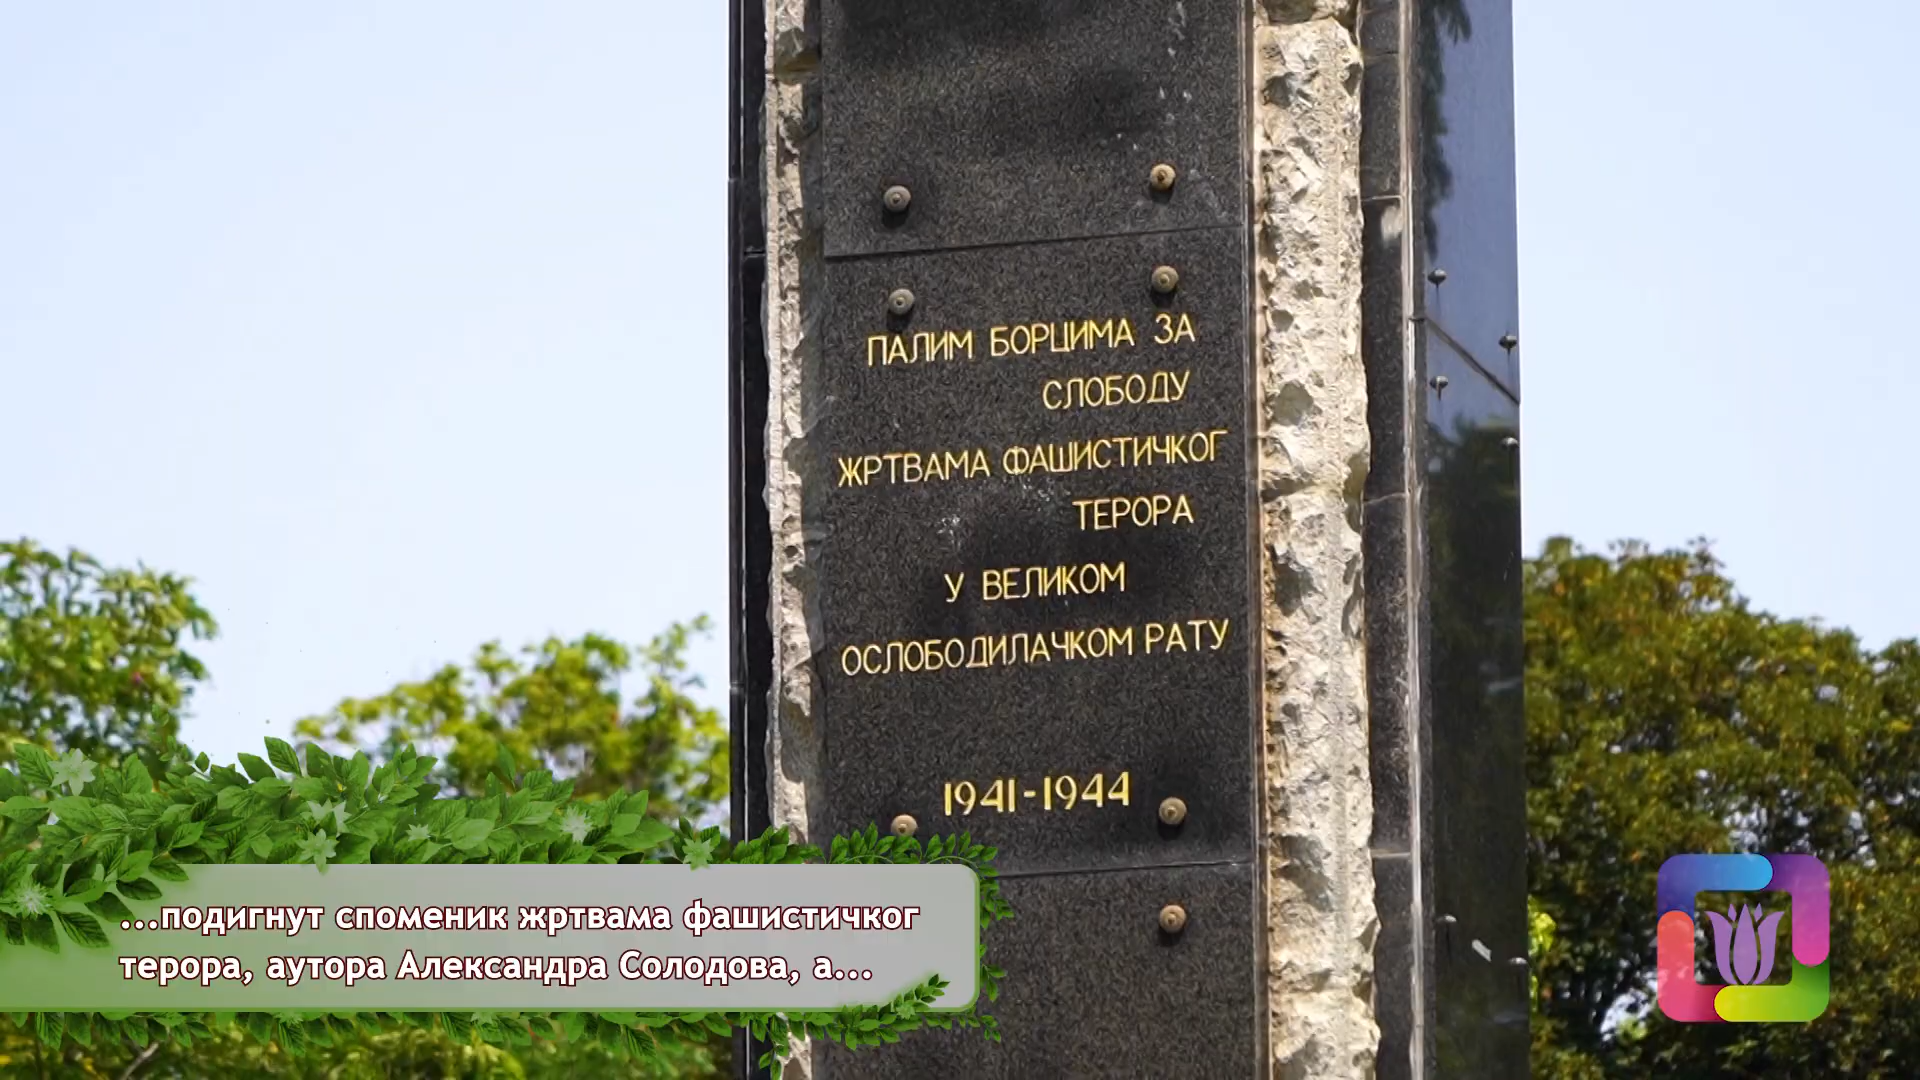 ПАЛИМ БОРЦИМА ЗА
СЛОБОДУ
ЖРТВАМА ФАШИСТИЧКОГ
ТЕРОРА
У ВЕЛИКОМ
ОСЛОБОДИЛАЧКОМ РАТУ
1941-1944
...подигнут споменик жртвама фашистичког
терора, аутора Александра Солодова, а...